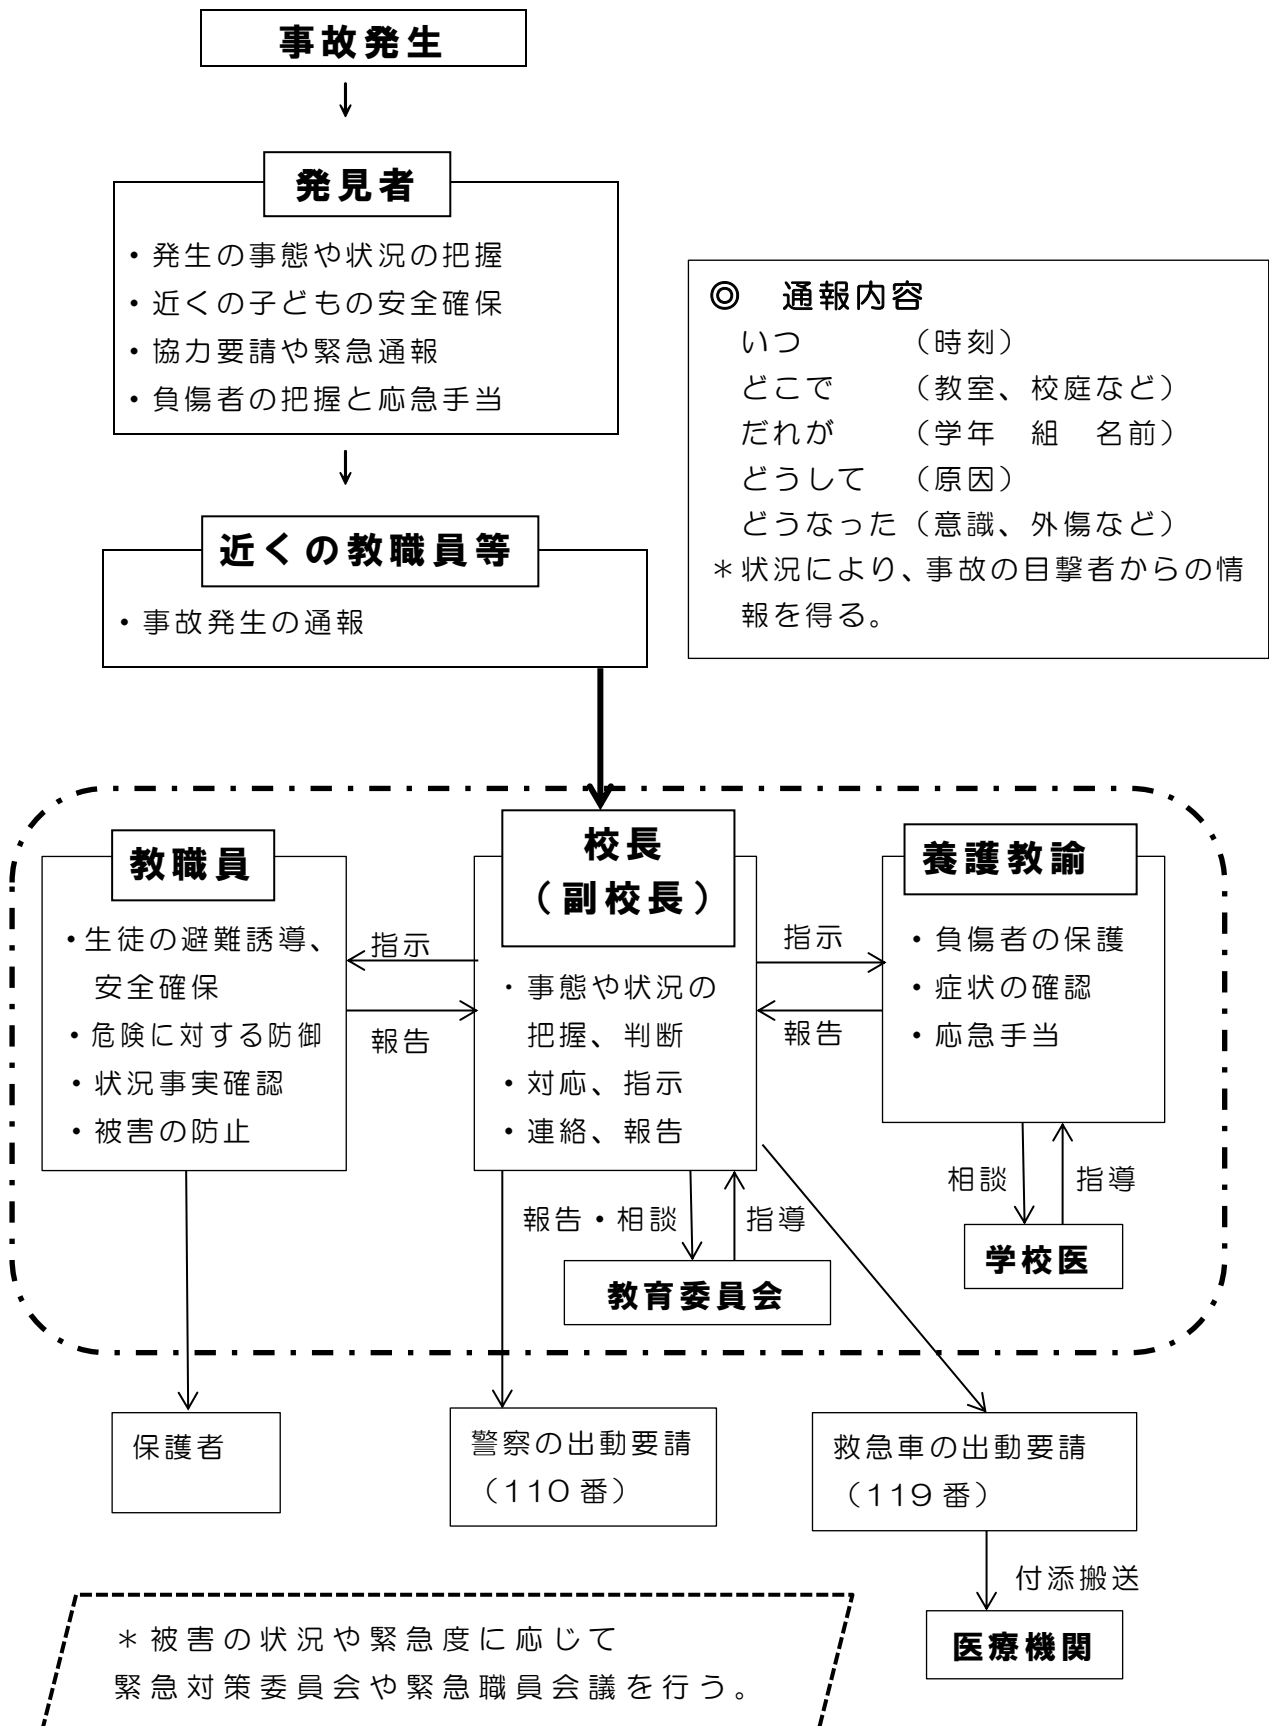 事故発生
発見者
・発生の事態や状況の把握
・近くの子どもの安全確保
・協力要請や緊急通報
・負傷者の把握と応急手当
◎　通報内容
いつ　　　（時刻）
どこで　　（教室、校庭など）
だれが　　（学年　組　名前）
どうして　（原因）
どうなった（意識、外傷など）
＊状況により、事故の目撃者からの情
報を得る。
近くの教職員等
・事故発生の通報
教職員
・生徒の避難誘導、
安全確保
・危険に対する防御
・状況事実確認
・被害の防止
指示
報告
校長
（副校長）
・事態や状況の
把握、判断
・対応、指示
・連絡、報告
指示
報告
養護教諭
・負傷者の保護
・症状の確認
・応急手当
相談
指導
学校医
報告・相談
指導
教育委員会
保護者
警察の出動要請
（110番）
救急車の出動要請
（119番）
付添搬送
医療機関
＊被害の状況や緊急度に応じて
緊急対策委員会や緊急職員会議を行う。